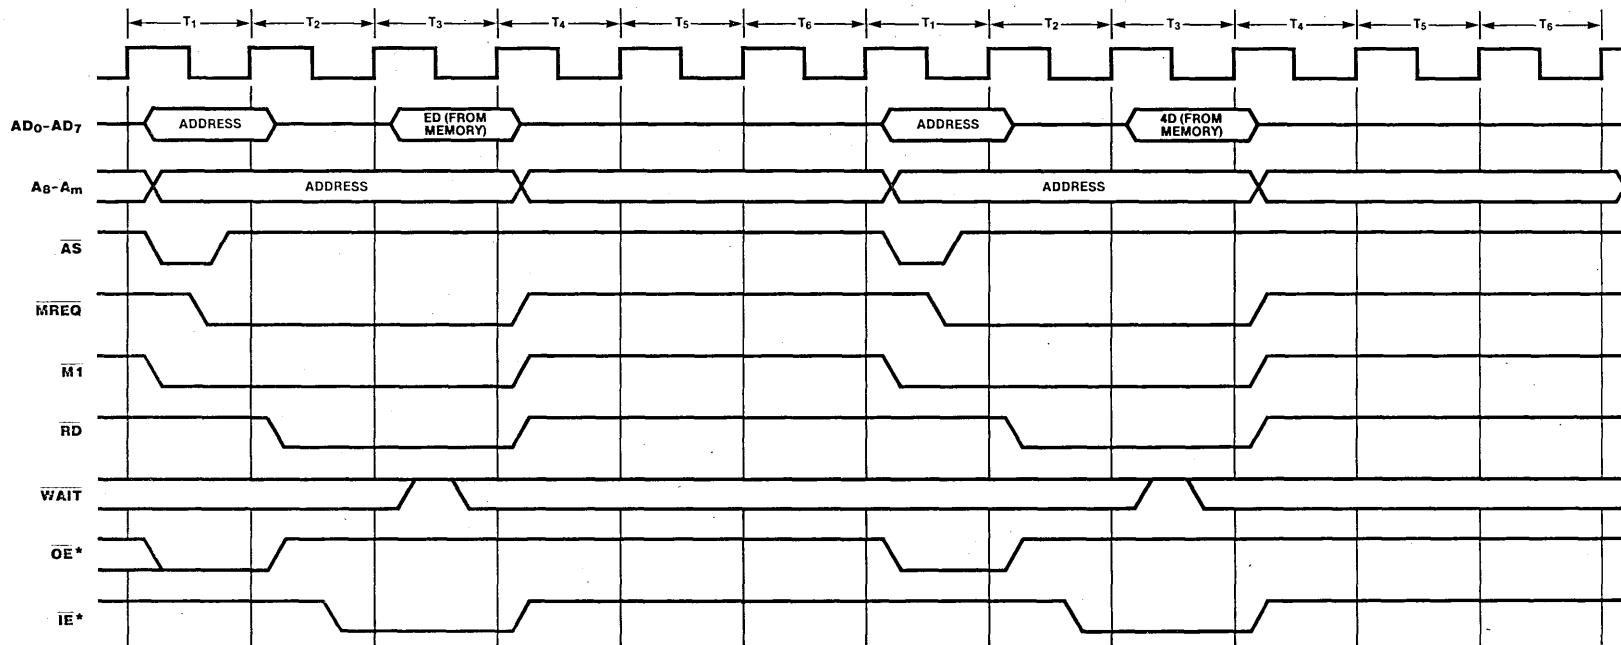 T1 T2 T3 T4 T5 T6 T1 T2 T3 T4 T5 T6
AD0-AD7 ADDRESS ED (FROM MEMORY) ADDRESS 4D (FROM MEMORY)
A8-Am ADDRESS ADDRESS
AS
MREQ
M1
RD
WAIT
OE*
IE*